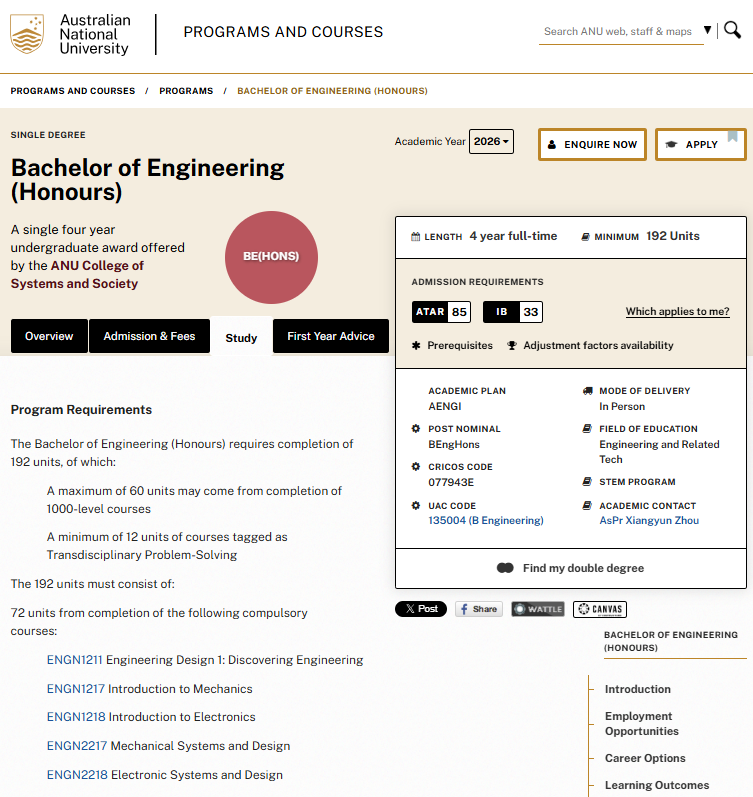 Australian
National
University
PROGRAMS AND COURSES
Search ANU web, staff & maps
PROGRAMS AND COURSES / PROGRAMS / BACHELOR OF ENGINEERING (HONOURS)
SINGLE DEGREE
Bachelor of Engineering
(Honours)
A single four year
undergraduate award offered
by the ANU College of
Systems and Society
BE(HONS)
Academic Year 2026
ENQUIRE NOW
APPLY
LENGTH 4 year full-time
MINIMUM 192 Units
ADMISSION REQUIREMENTS
ATAR 85
IB 33
Which applies to me?
Prerequisites
Adjustment factors availability
ACADEMIC PLAN
AENGI
POST NOMINAL
BEngHons
CRICOS CODE
077943E
UAC CODE
135004 (B Engineering)
MODE OF DELIVERY
In Person
FIELD OF EDUCATION
Engineering and Related
Tech
STEM PROGRAM
ACADEMIC CONTACT
AsPr Xiangyun Zhou
Find my double degree
X Post
f Share
WATTLE
CANVAS
Overview
Admission & Fees
Study
First Year Advice
Program Requirements
The Bachelor of Engineering (Honours) requires completion of
192 units, of which:
A maximum of 60 units may come from completion of
1000-level courses
A minimum of 12 units of courses tagged as
Transdisciplinary Problem-Solving
The 192 units must consist of:
72 units from completion of the following compulsory
courses:
ENGN1211 Engineering Design 1: Discovering Engineering
ENGN1217 Introduction to Mechanics
ENGN1218 Introduction to Electronics
ENGN2217 Mechanical Systems and Design
ENGN2218 Electronic Systems and Design
BACHELOR OF ENGINEERING
(HONOURS)
Introduction
Employment
Opportunities
Career Options
Learning Outcomes